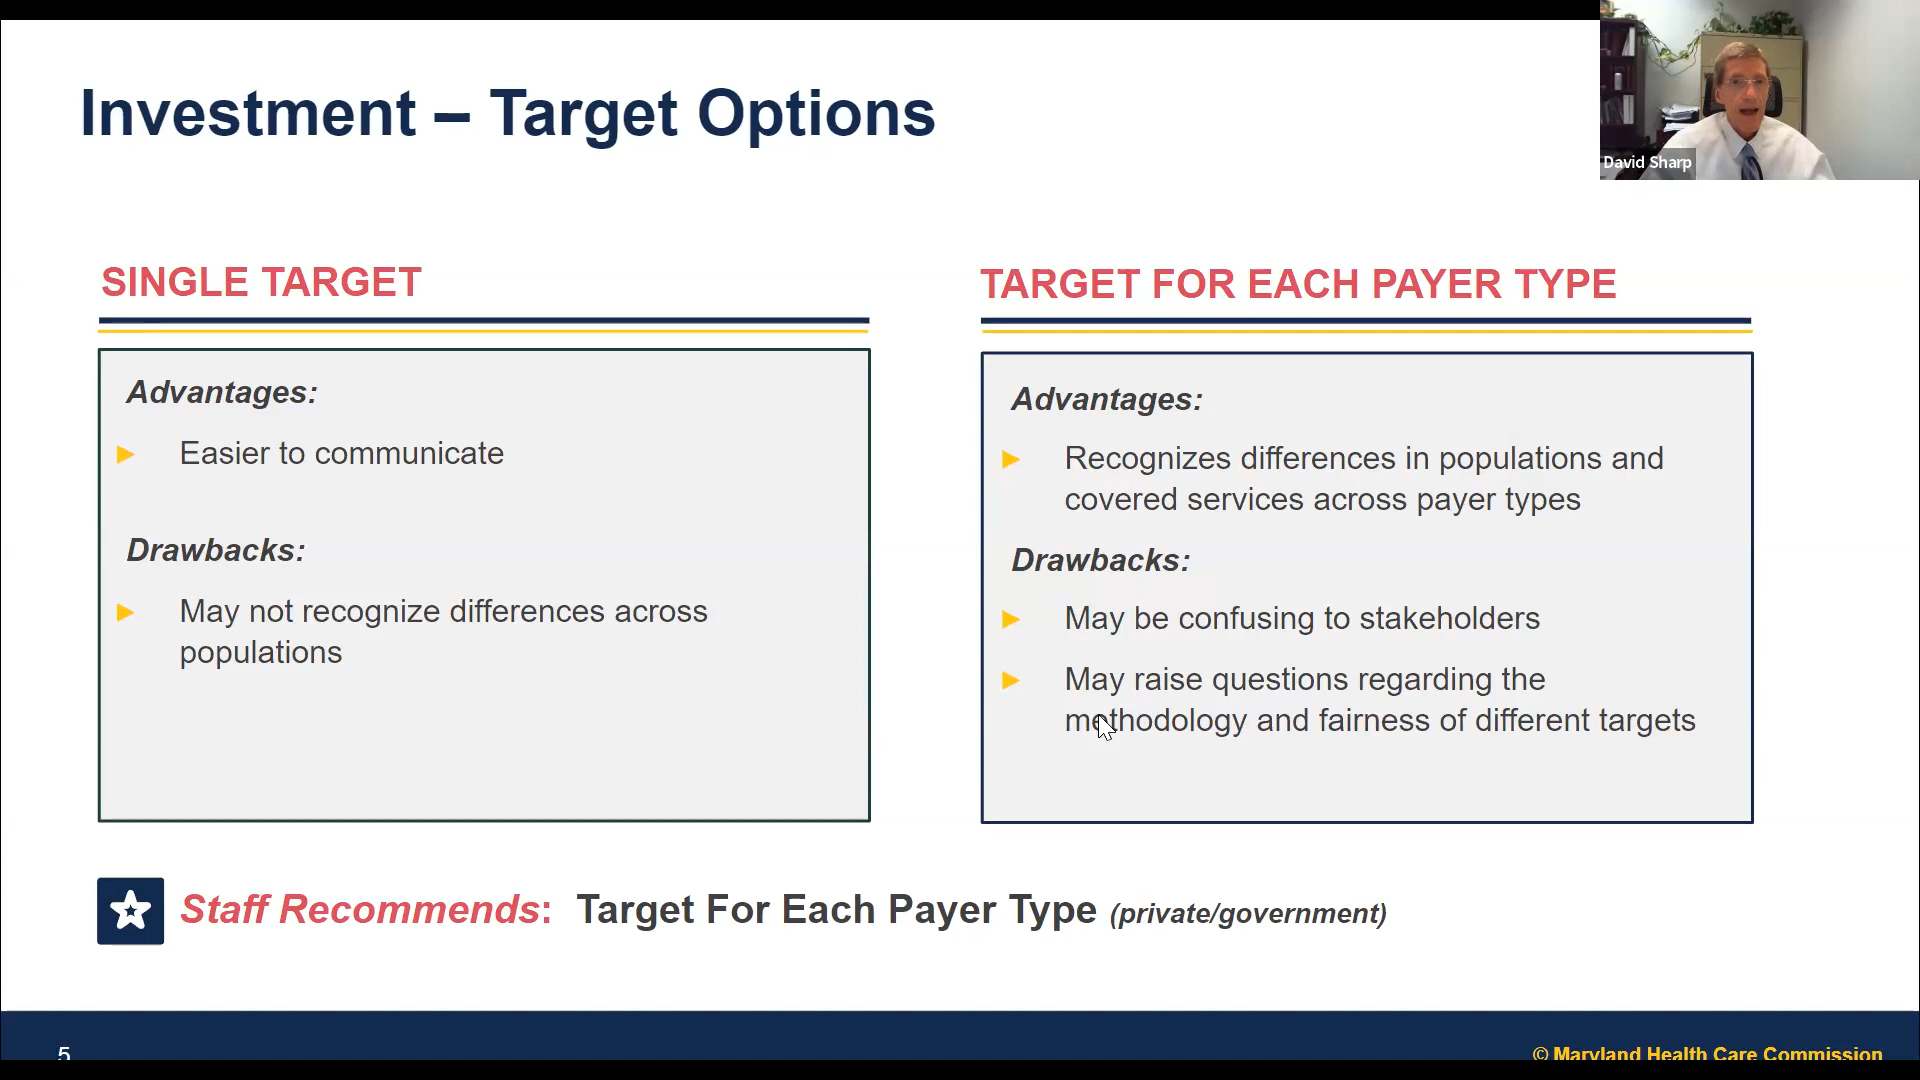 Investment – Target Options
David Sharp
SINGLE TARGET
Advantages:
Easier to communicate
Drawbacks:
May not recognize differences across
populations
TARGET FOR EACH PAYER TYPE
Advantages:
Recognizes differences in populations and
covered services across payer types
Drawbacks:
May be confusing to stakeholders
May raise questions regarding the
methodology and fairness of different targets
Staff Recommends: Target For Each Payer Type (private/government)
5
© Maryland Health Care Commission